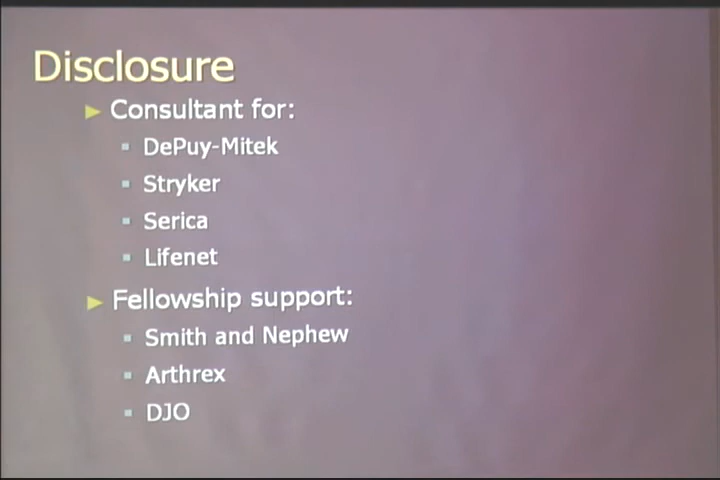 Disclosure
Consultant for:
DePuy-Mitek
Stryker
Serica
Lifenet
Fellowship support:
Smith and Nephew
Arthrex
DJO